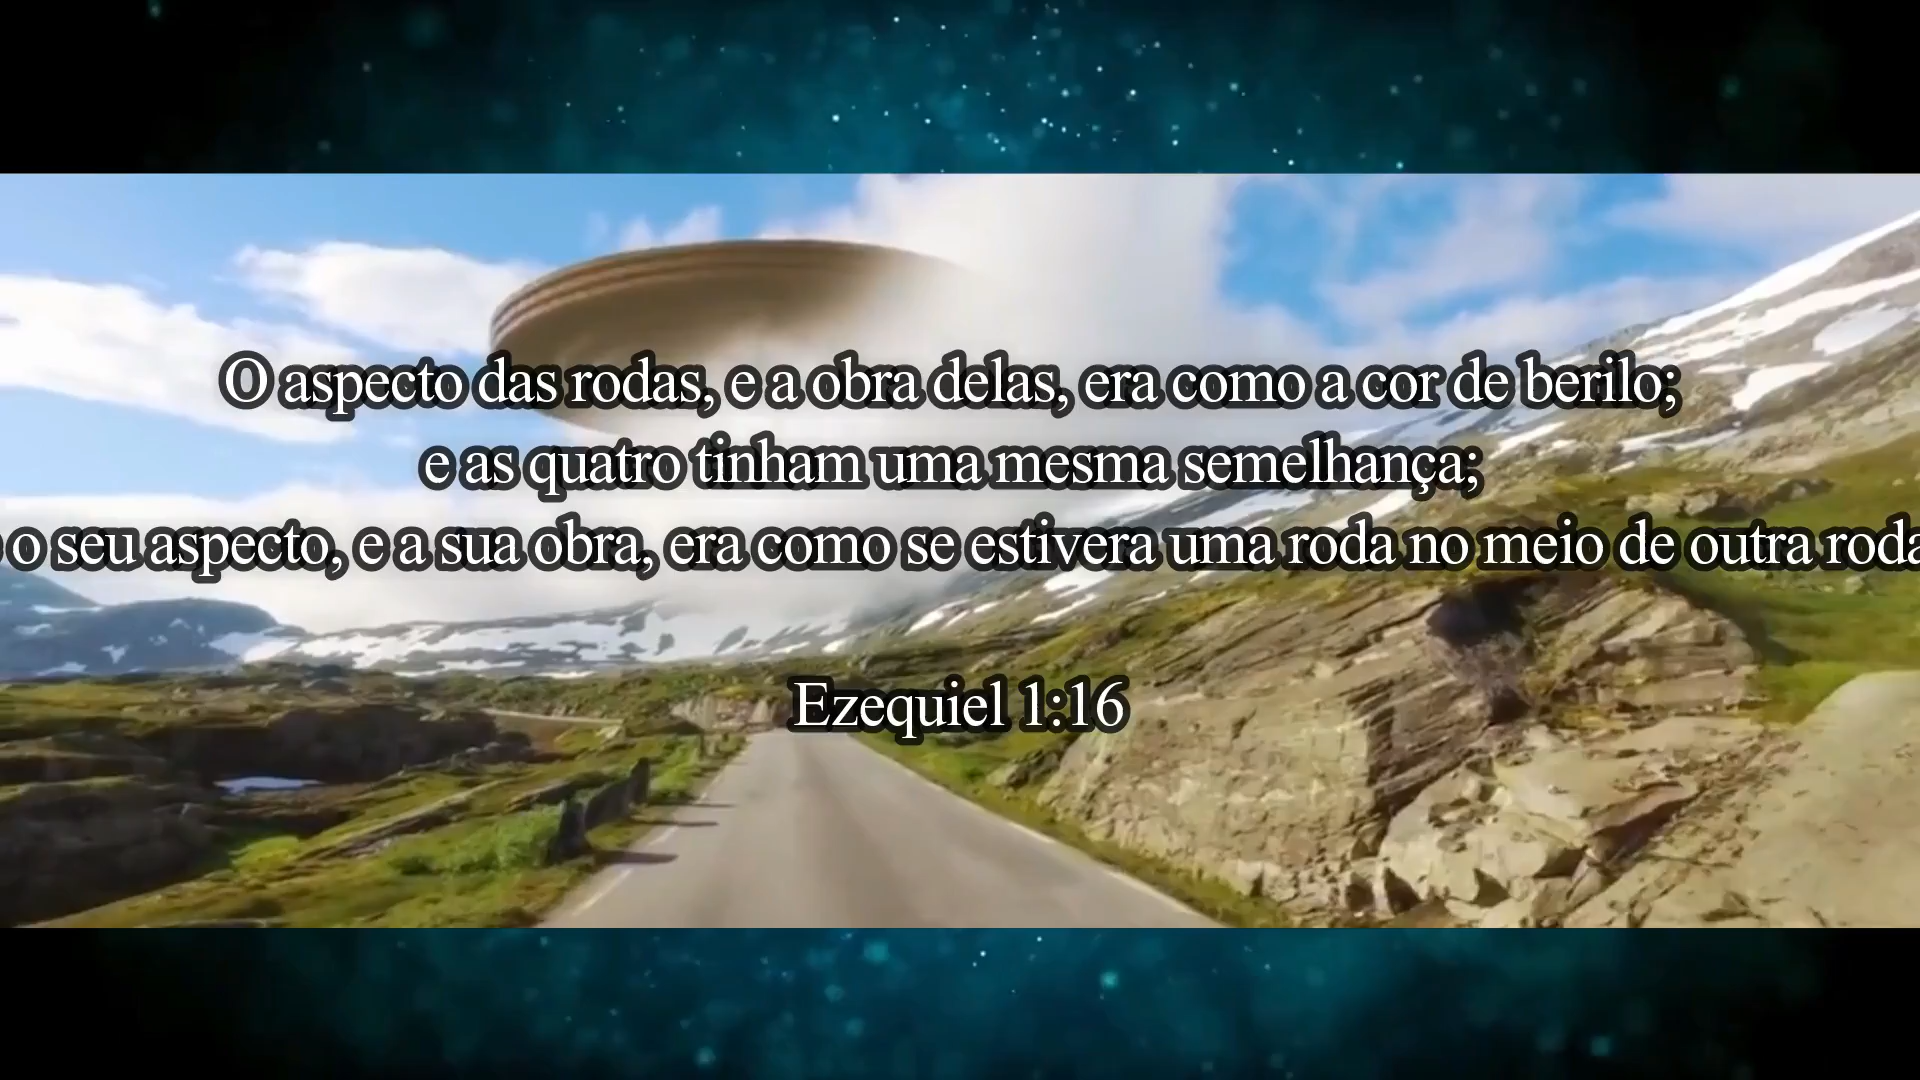 O aspecto das rodas, e a obra delas, era como a cor de berilo;
e as quatro tinham uma mesma semelhança;
o seu aspecto, e a sua obra, era como se estivera uma roda no meio de outra roda
Ezequiel 1:16